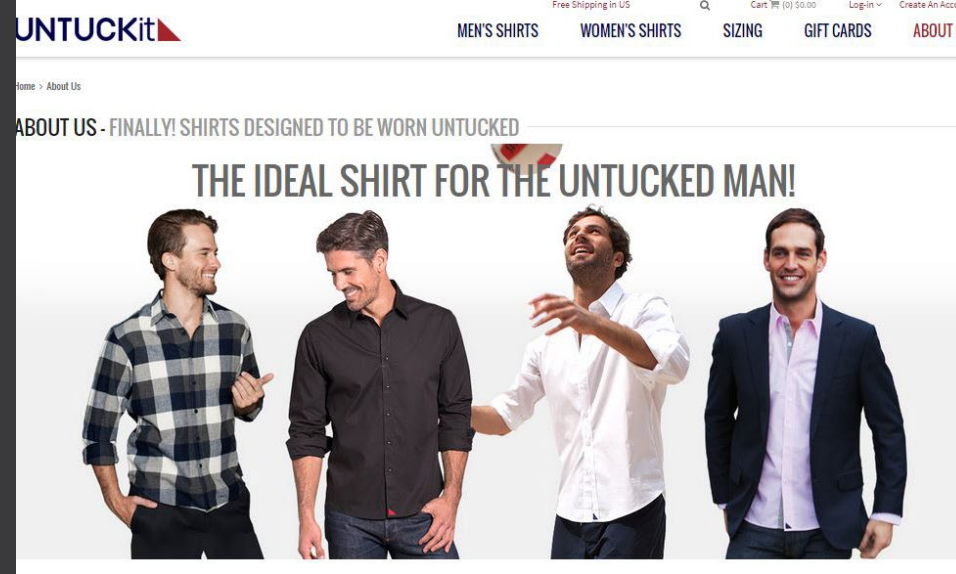 Free Shipping in US Cart (0) $0.00 Log-in Create An Acco
UNTUCKit
MEN'S SHIRTS WOMEN'S SHIRTS SIZING GIFT CARDS ABOUT
Home > About Us
ABOUT US - FINALLY! SHIRTS DESIGNED TO BE WORN UNTUCKED
THE IDEAL SHIRT FOR THE UNTUCKED MAN!